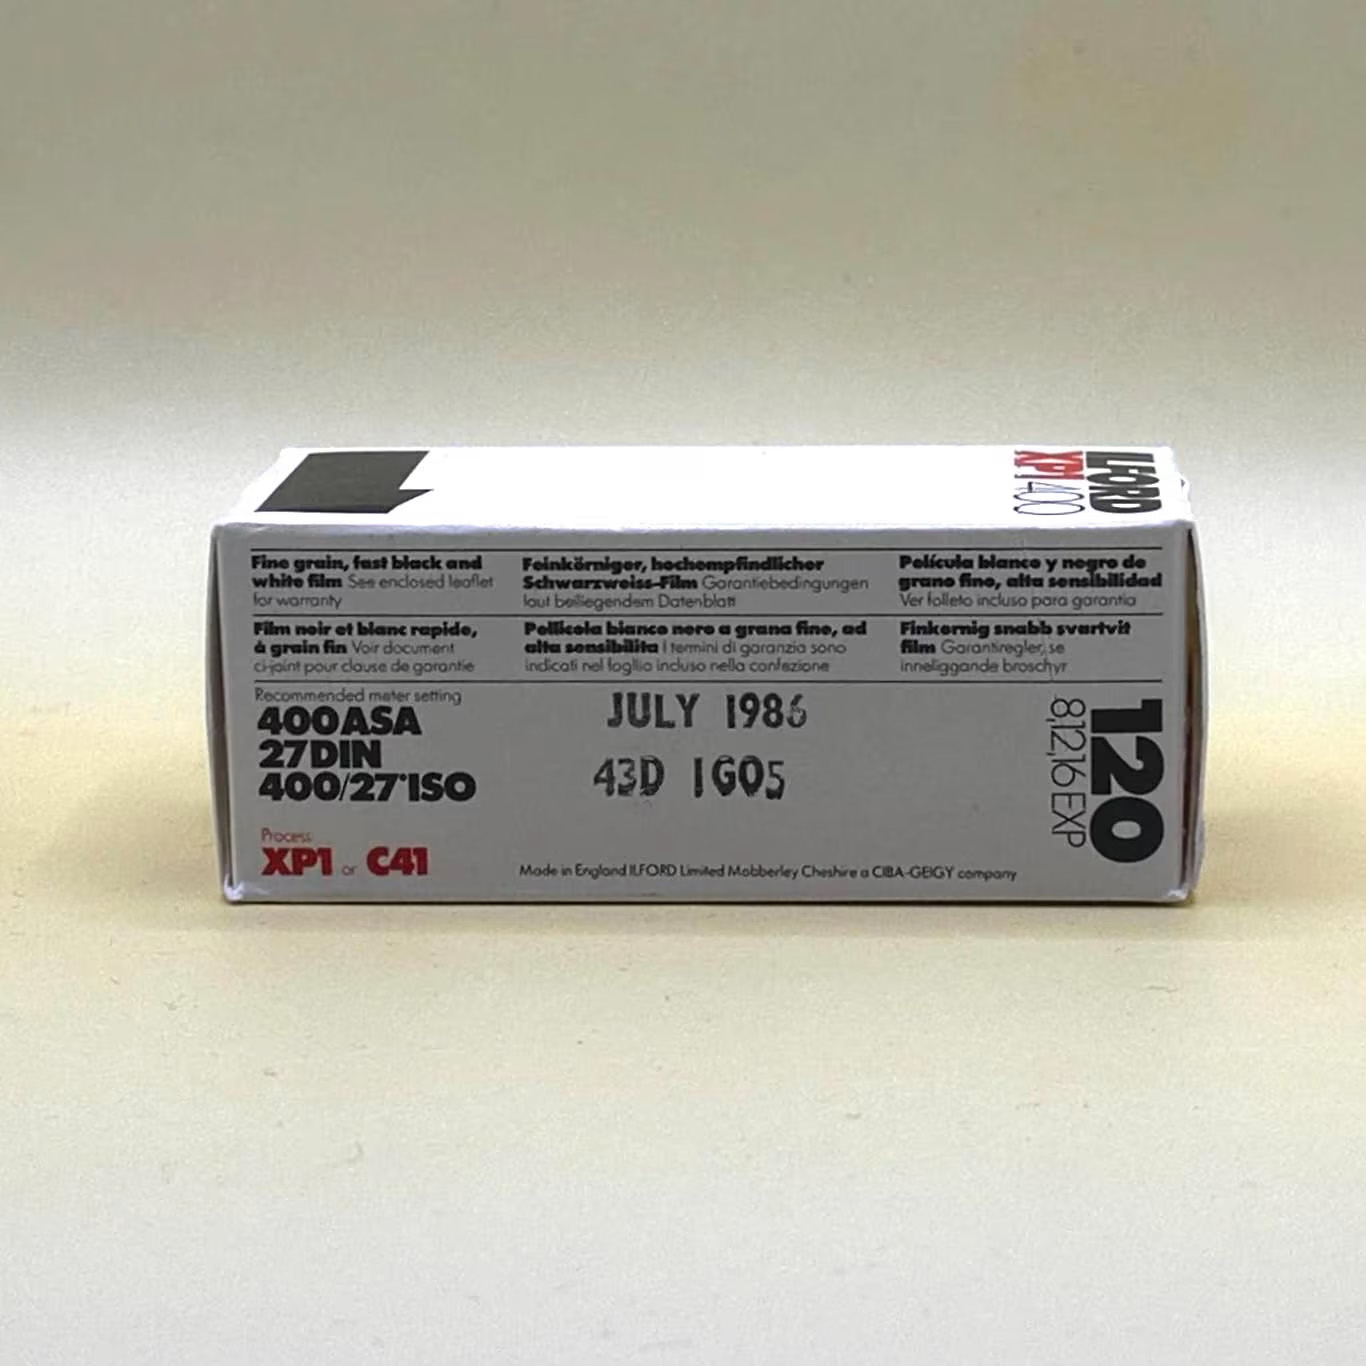 ILFORD
XP1 400
Fine grain, fast black and
white film See enclosed leaflet
for warranty
Feinkörniger, hochempfindlicher
Schwarzweiss-Film Garantiebedingungen
laut beiliegendem Datenblatt
Película blanco y negro de
grano fino, alta sensibilidad
Ver folleto incluso para garantia
Film noir et blanc rapide,
à grain fin Voir document
ci-joint pour clause de garantie
Pellicola bianco nero a grana fine, ad
alta sensibilita I termini di garanzia sono
indicati nel foglio incluso nella confezione
Finkornig snabb svartvit
film Garantiregler, se
inneliggande broschyr
Recommended meter setting
400ASA
27DIN
400/27°ISO
JULY 1986
43D 1G05
120
8,12,16 EXP
Process
XP1 or C41
Made in England ILFORD Limited Mobberley Cheshire a CIBA-GEIGY company